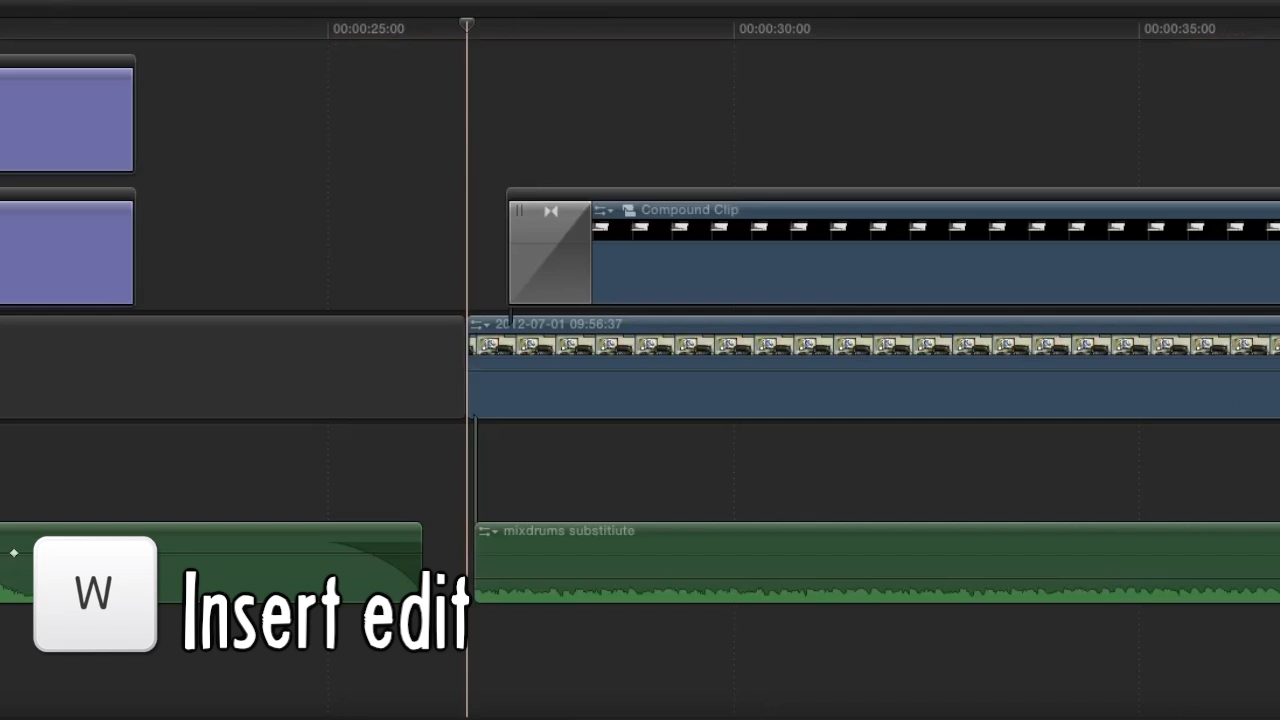 00:00:25:00 00:00:30:00 00:00:35:00
Compound Clip
2012-07-01 09:56:37
mixdrums substitiute
W Insert edit